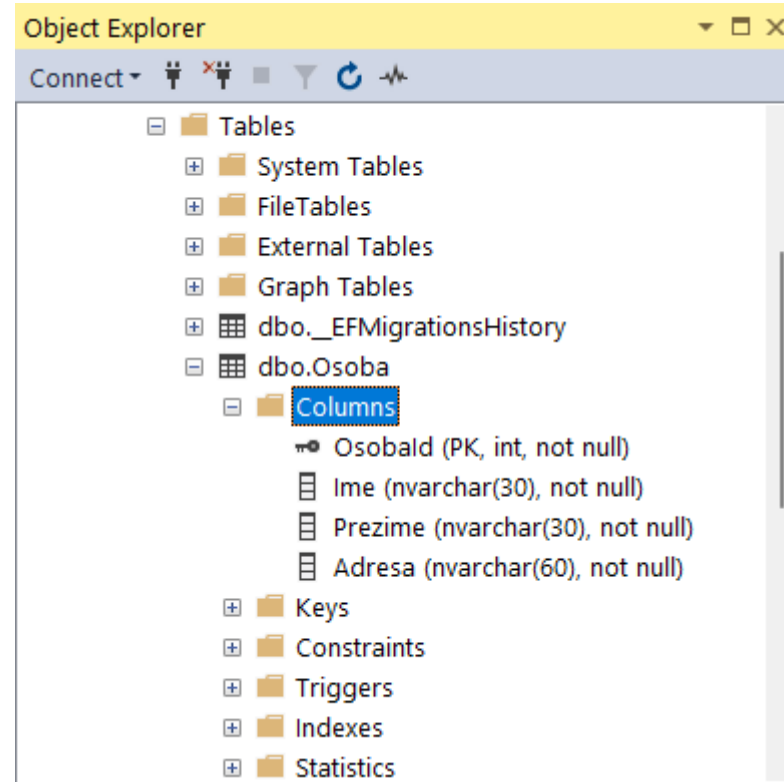 Object Explorer
Connect
Tables
System Tables
FileTables
External Tables
Graph Tables
dbo.__EFMigrationsHistory
dbo.Osoba
Columns
OsobaId (PK, int, not null)
Ime (nvarchar(30), not null)
Prezime (nvarchar(30), not null)
Adresa (nvarchar(60), not null)
Keys
Constraints
Triggers
Indexes
Statistics